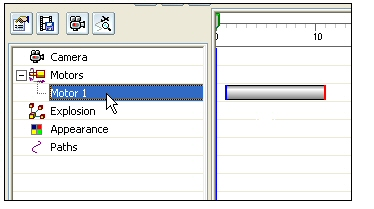 0 10
Camera
Motors
Motor 1
Explosion
Appearance
Paths